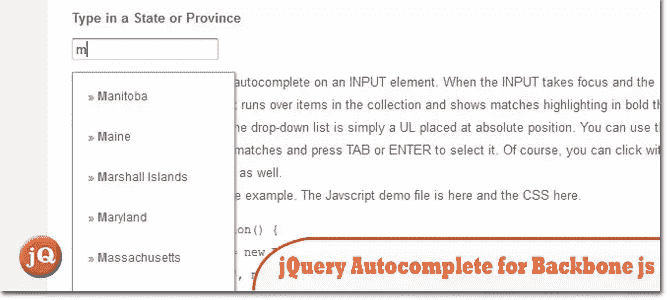 Type in a State or Province
m
autocomplete on an INPUT element. When the INPUT takes focus and the
» Manitoba
runs over items in the collection and shows matches highlighting in bold th
» Maine
he drop-down list is simply a UL placed at absolute position. You can use t
matches and press TAB or ENTER to select it. Of course, you can click wit
» Marshall Islands
as well.
e example. The Javscript demo file is here and the CSS here.
» Maryland
ion() {
= new
» Massachusetts
jQ
jQuery Autocomplete for Backbone js